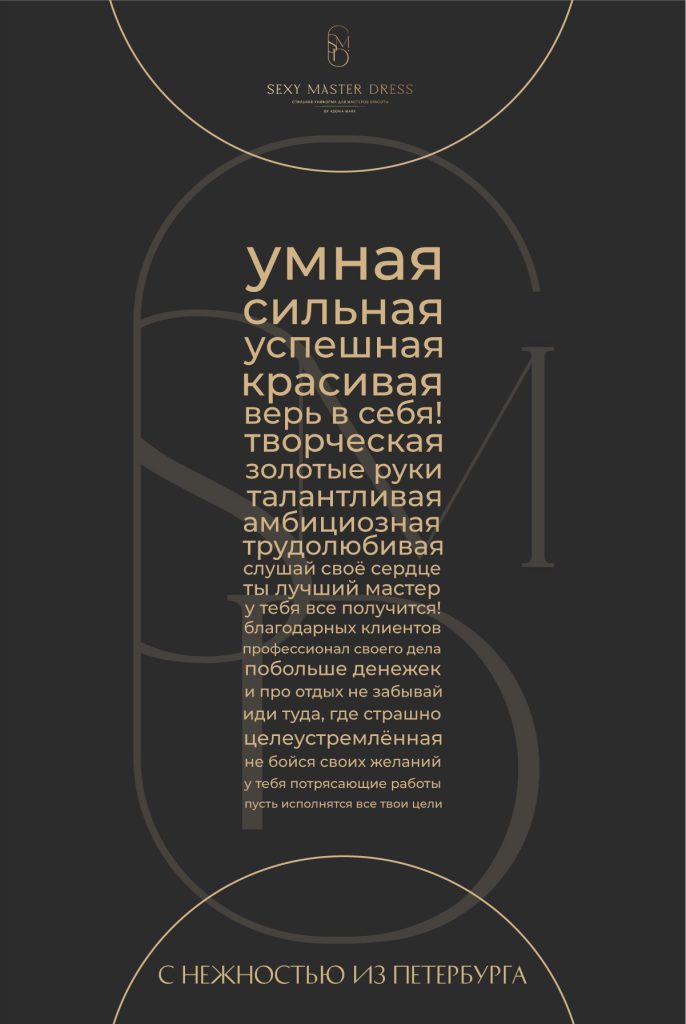 SMD
SEXY MASTER DRESS
СТИЛЬНАЯ УНИФОРМА ДЛЯ МАСТЕРОВ КРАСОТЫ
BY KSENIA MARK
умная
сильная
успешная
красивая
верь в себя!
творческая
золотые руки
талантливая
амбициозная
трудолюбивая
слушай своё сердце
ты лучший мастер
у тебя все получится!
благодарных клиентов
профессионал своего дела
побольше денежек
и про отдых не забывай
иди туда, где страшно
целеустремлённая
не бойся своих желаний
у тебя потрясающие работы
пусть исполнятся все твои цели
С НЕЖНОСТЬЮ ИЗ ПЕТЕРБУРГА